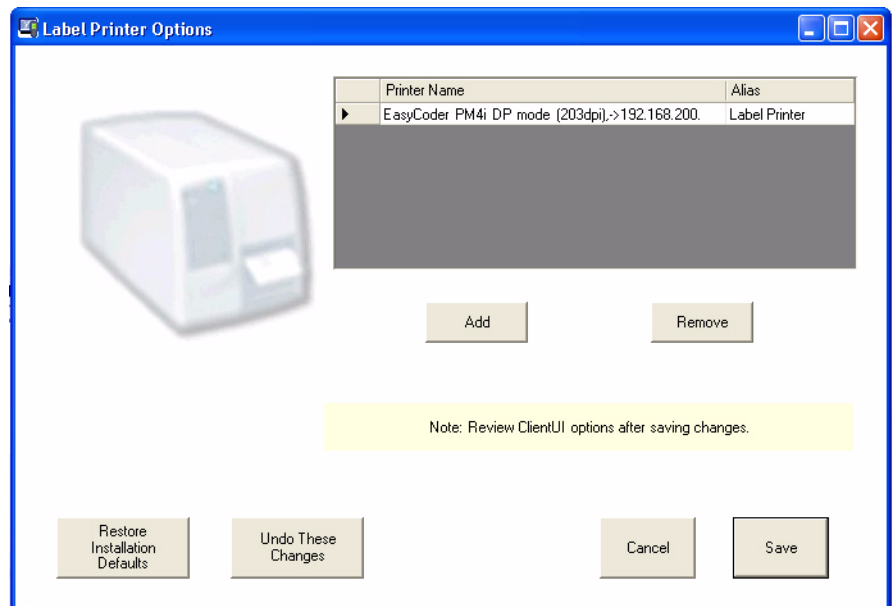 Label Printer Options
Printer Name Alias
EasyCoder PM4i DP mode (203dpi),->192.168.200. Label Printer
Add Remove
Note: Review ClientUI options after saving changes.
Restore
Installation
Defaults
Undo These
Changes
Cancel
Save